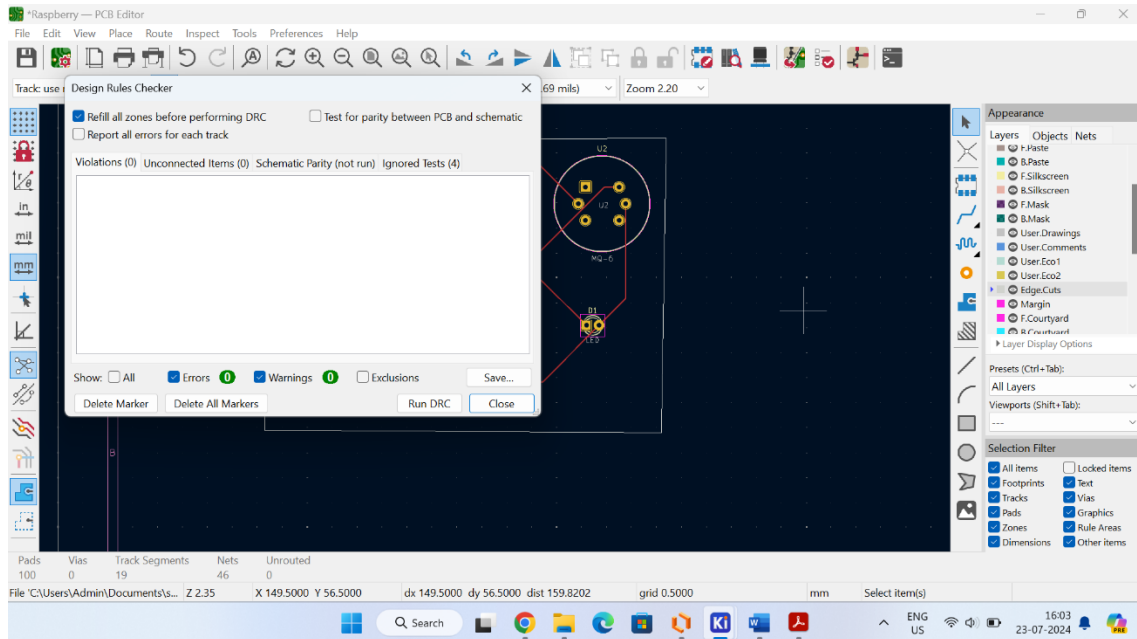 *Raspberry — PCB Editor
File Edit View Place Route Inspect Tools Preferences Help
Track: use
69 mils)
Zoom 2.20
Design Rules Checker
Refill all zones before performing DRC
Test for parity between PCB and schematic
Report all errors for each track
Violations (0) Unconnected Items (0) Schematic Parity (not run) Ignored Tests (4)
Show: All Errors 0 Warnings 0 Exclusions Save...
Delete Marker Delete All Markers Run DRC Close
in
mil
mm
U2
U2
MQ-6
D1
LED
B
Appearance
Layers Objects Nets
F.Paste
B.Paste
F.Silkscreen
B.Silkscreen
F.Mask
B.Mask
User.Drawings
User.Comments
User.Eco1
User.Eco2
Edge.Cuts
Margin
F.Courtyard
B.Courtyard
Layer Display Options
Presets (Ctrl+Tab):
All Layers
Viewports (Shift+Tab):
---
Selection Filter
All items Locked items
Footprints Text
Tracks Vias
Pads Graphics
Zones Rule Areas
Dimensions Other items
Pads Vias Track Segments Nets Unrouted
100 0 19 46 0
File 'C:\Users\Admin\Documents\s... Z 2.35 X 149.5000 Y 56.5000 dx 149.5000 dy 56.5000 dist 159.8202 grid 0.5000 mm Select item(s)
Search
Ki
W
ENG
US
16:03
23-07-2024
PRE